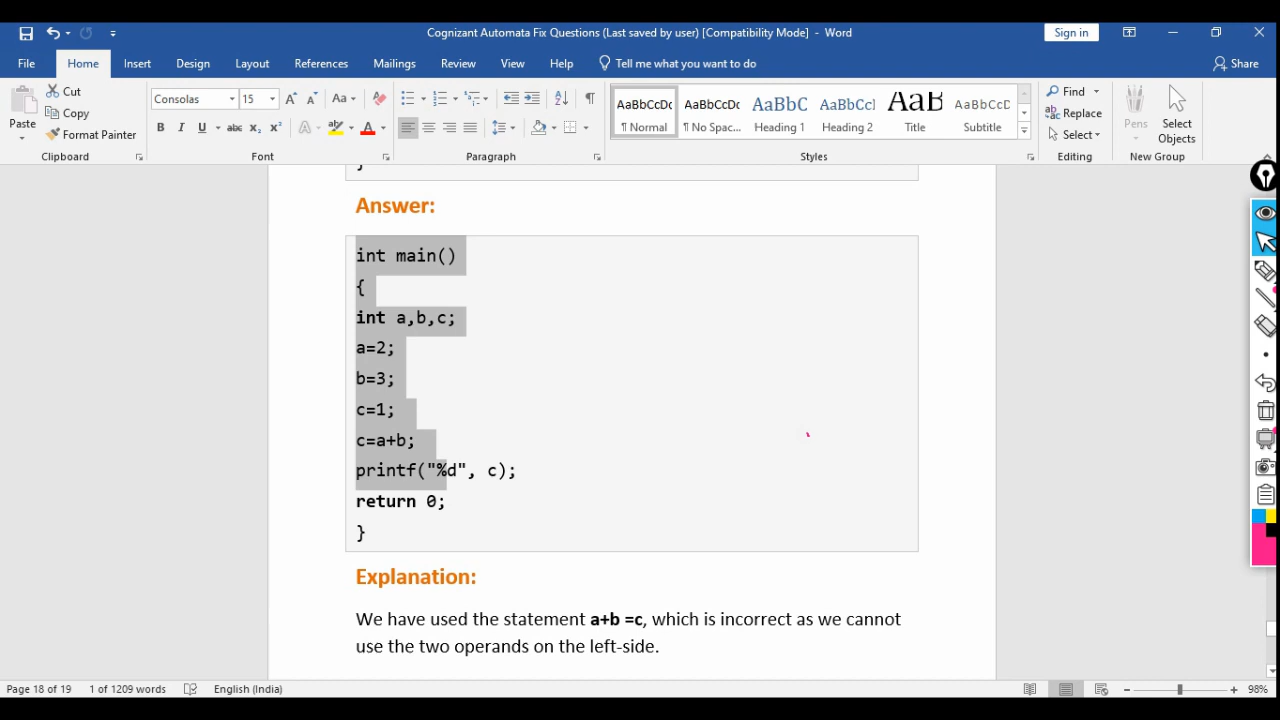 Cognizant Automata Fix Questions (Last saved by user) [Compatibility Mode] - Word
Sign in
File Home Insert Design Layout References Mailings Review View Help Tell me what you want to do Share
Paste
Cut
Copy
Format Painter
Clipboard
Consolas 15
B I U abc x₂ x² A A
Font
Paragraph
AaBbCcDc AaBbCcDc AaBbC AaBbCcI AaB AaBbCcD
¶ Normal ¶ No Spac... Heading 1 Heading 2 Title Subtitle
Styles
Find
Replace
Select
Editing
Pens
Select Objects
New Group
}
Answer:
int main()
{
int a,b,c;
a=2;
b=3;
c=1;
c=a+b;
printf("%d", c);
return 0;
}
Explanation:
We have used the statement a+b =c, which is incorrect as we cannot
use the two operands on the left-side.
Page 18 of 19 1 of 1209 words English (India) 98%